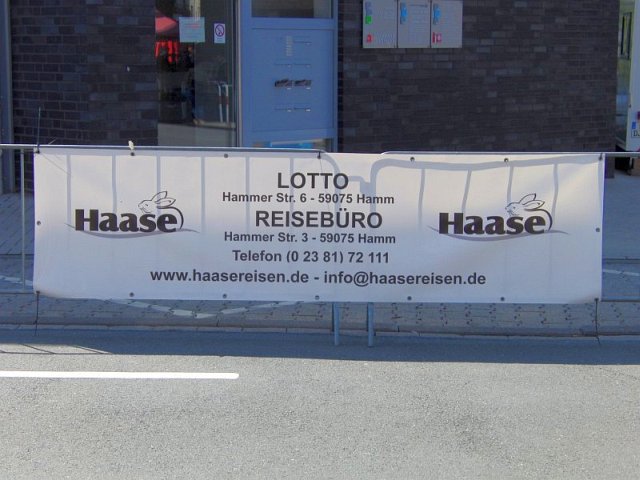 Haase
LOTTO
Hammer Str. 6 - 59075 Hamm
REISEBÜRO
Hammer Str. 3 - 59075 Hamm
Telefon (0 23 81) 72 111
www.haasereisen.de - info@haasereisen.de
Haase